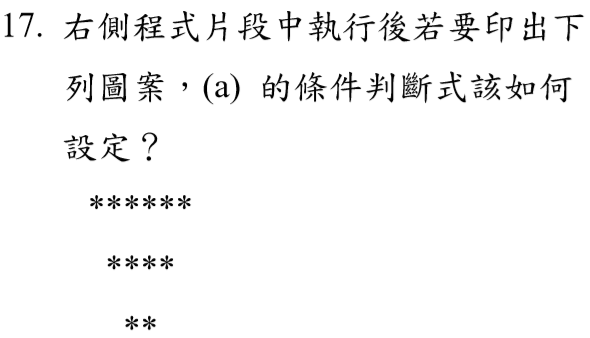 17. 右側程式片段中執行後若要印出下
列圖案，(a) 的條件判斷式該如何
設定？
******
****
**